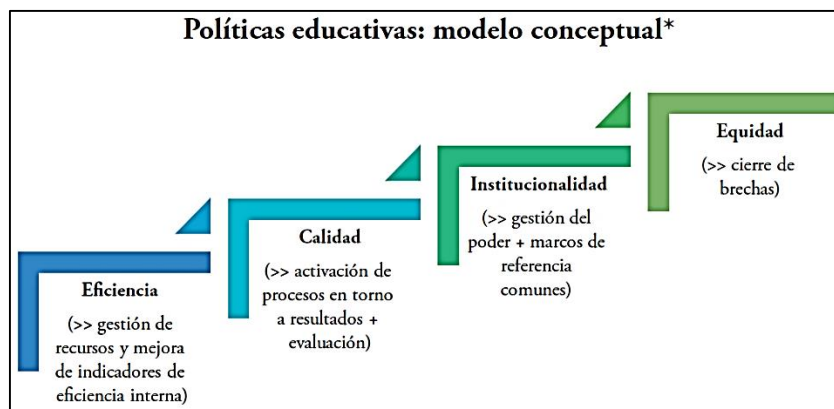 Políticas educativas: modelo conceptual*
Eficiencia
(>> gestión de
recursos y mejora
de indicadores de
eficiencia interna)
Calidad
(>> activación de
procesos en torno
a resultados +
evaluación)
Institucionalidad
(>> gestión del
poder + marcos de
referencia
comunes)
Equidad
(>> cierre de
brechas)